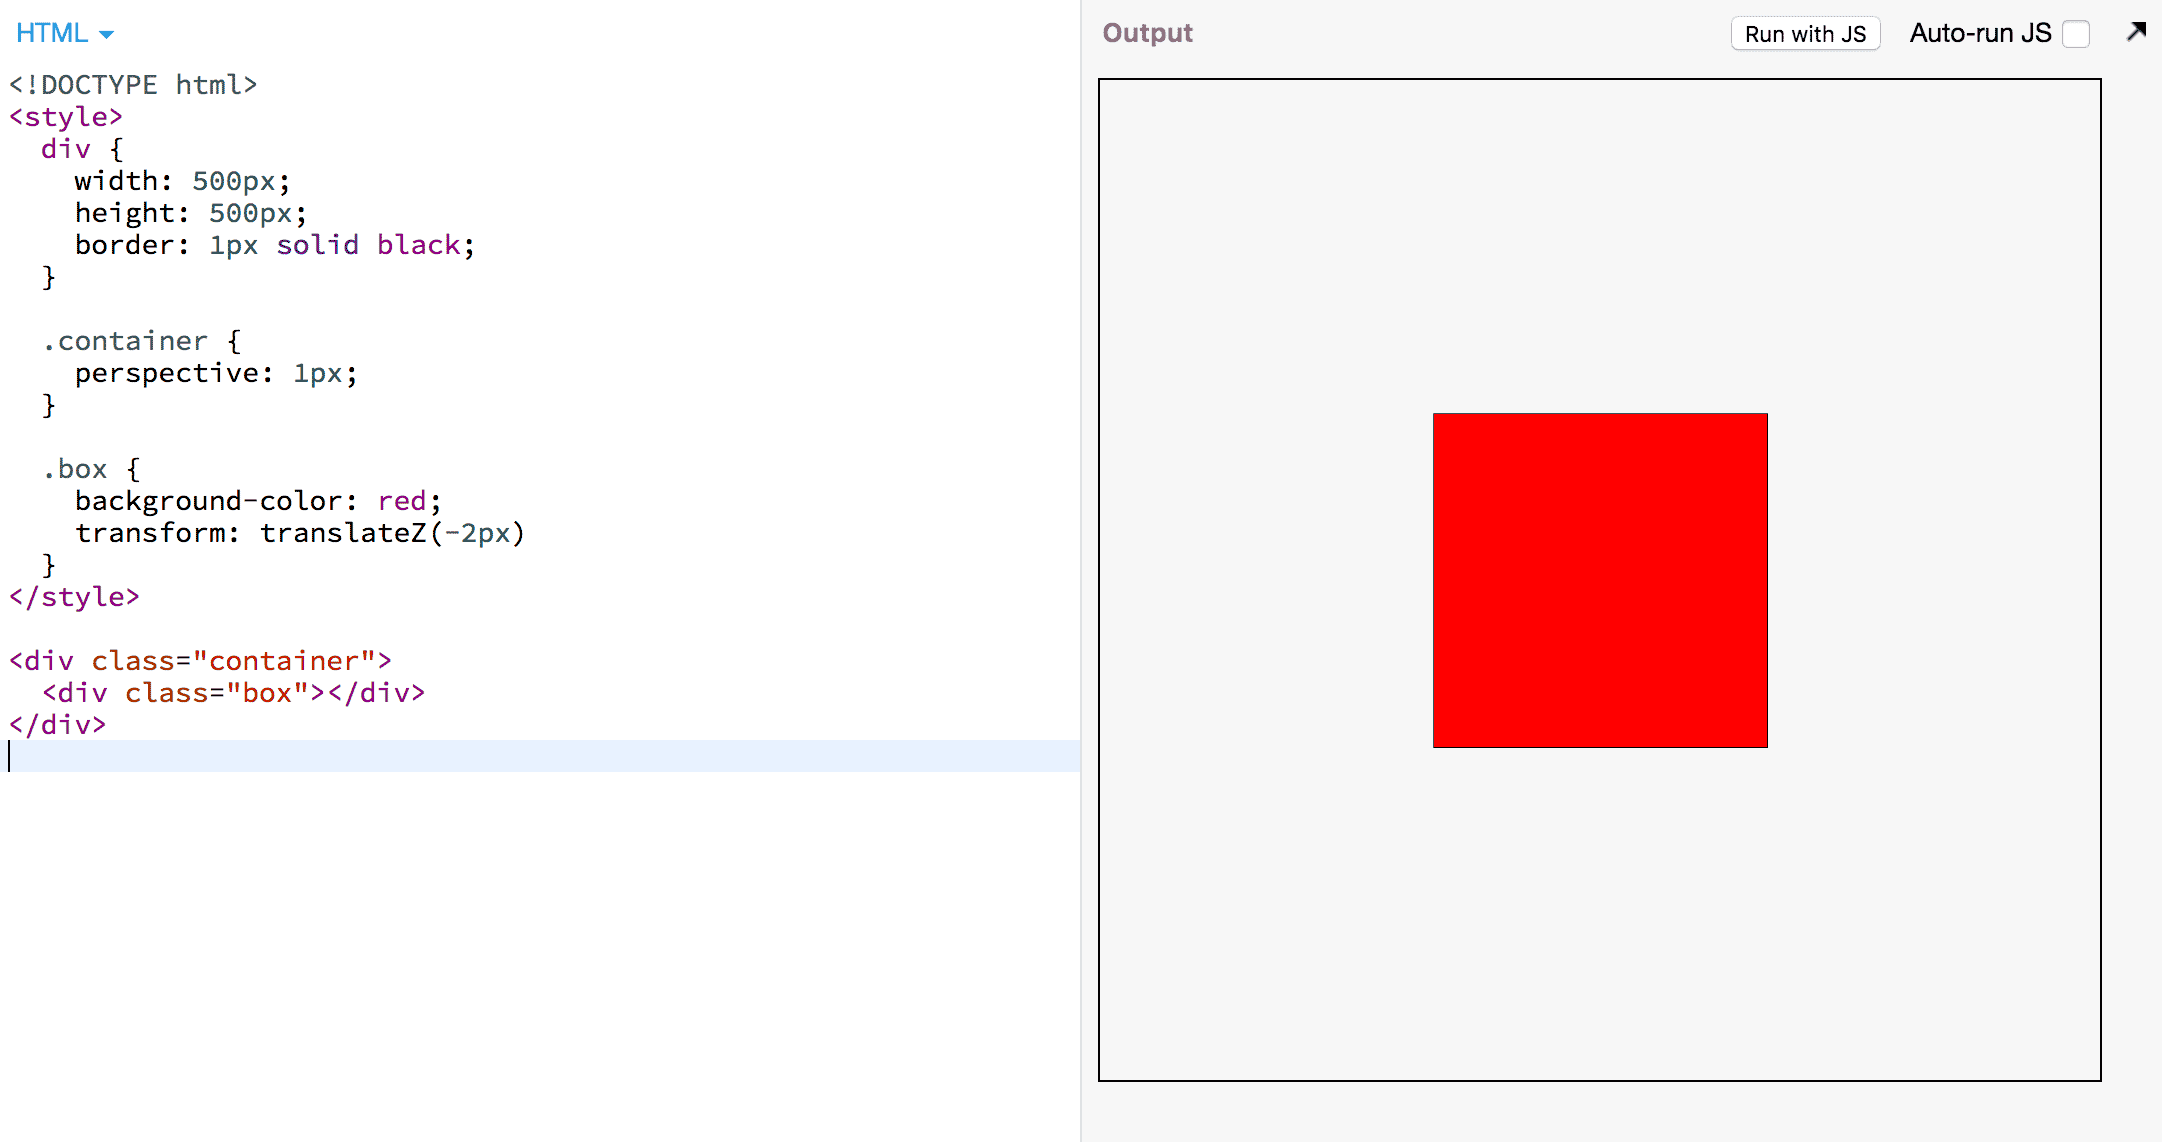 HTML
<!DOCTYPE html>
<style>
  div {
    width: 500px;
    height: 500px;
    border: 1px solid black;
  }

  .container {
    perspective: 1px;
  }

  .box {
    background-color: red;
    transform: translateZ(-2px)
  }
</style>

<div class="container">
  <div class="box"></div>
</div>
Output
Run with JS
Auto-run JS